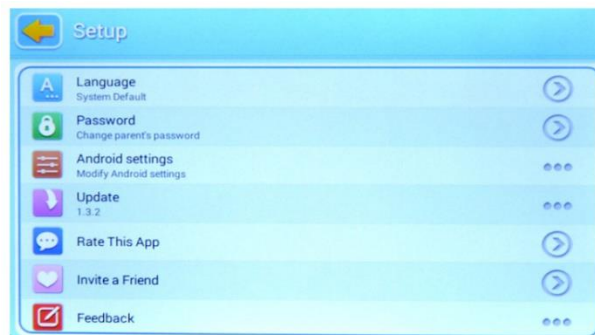 Setup
Language
System Default
Password
Change parent's password
Android settings
Modify Android settings
Update
1.3.2
Rate This App
Invite a Friend
Feedback